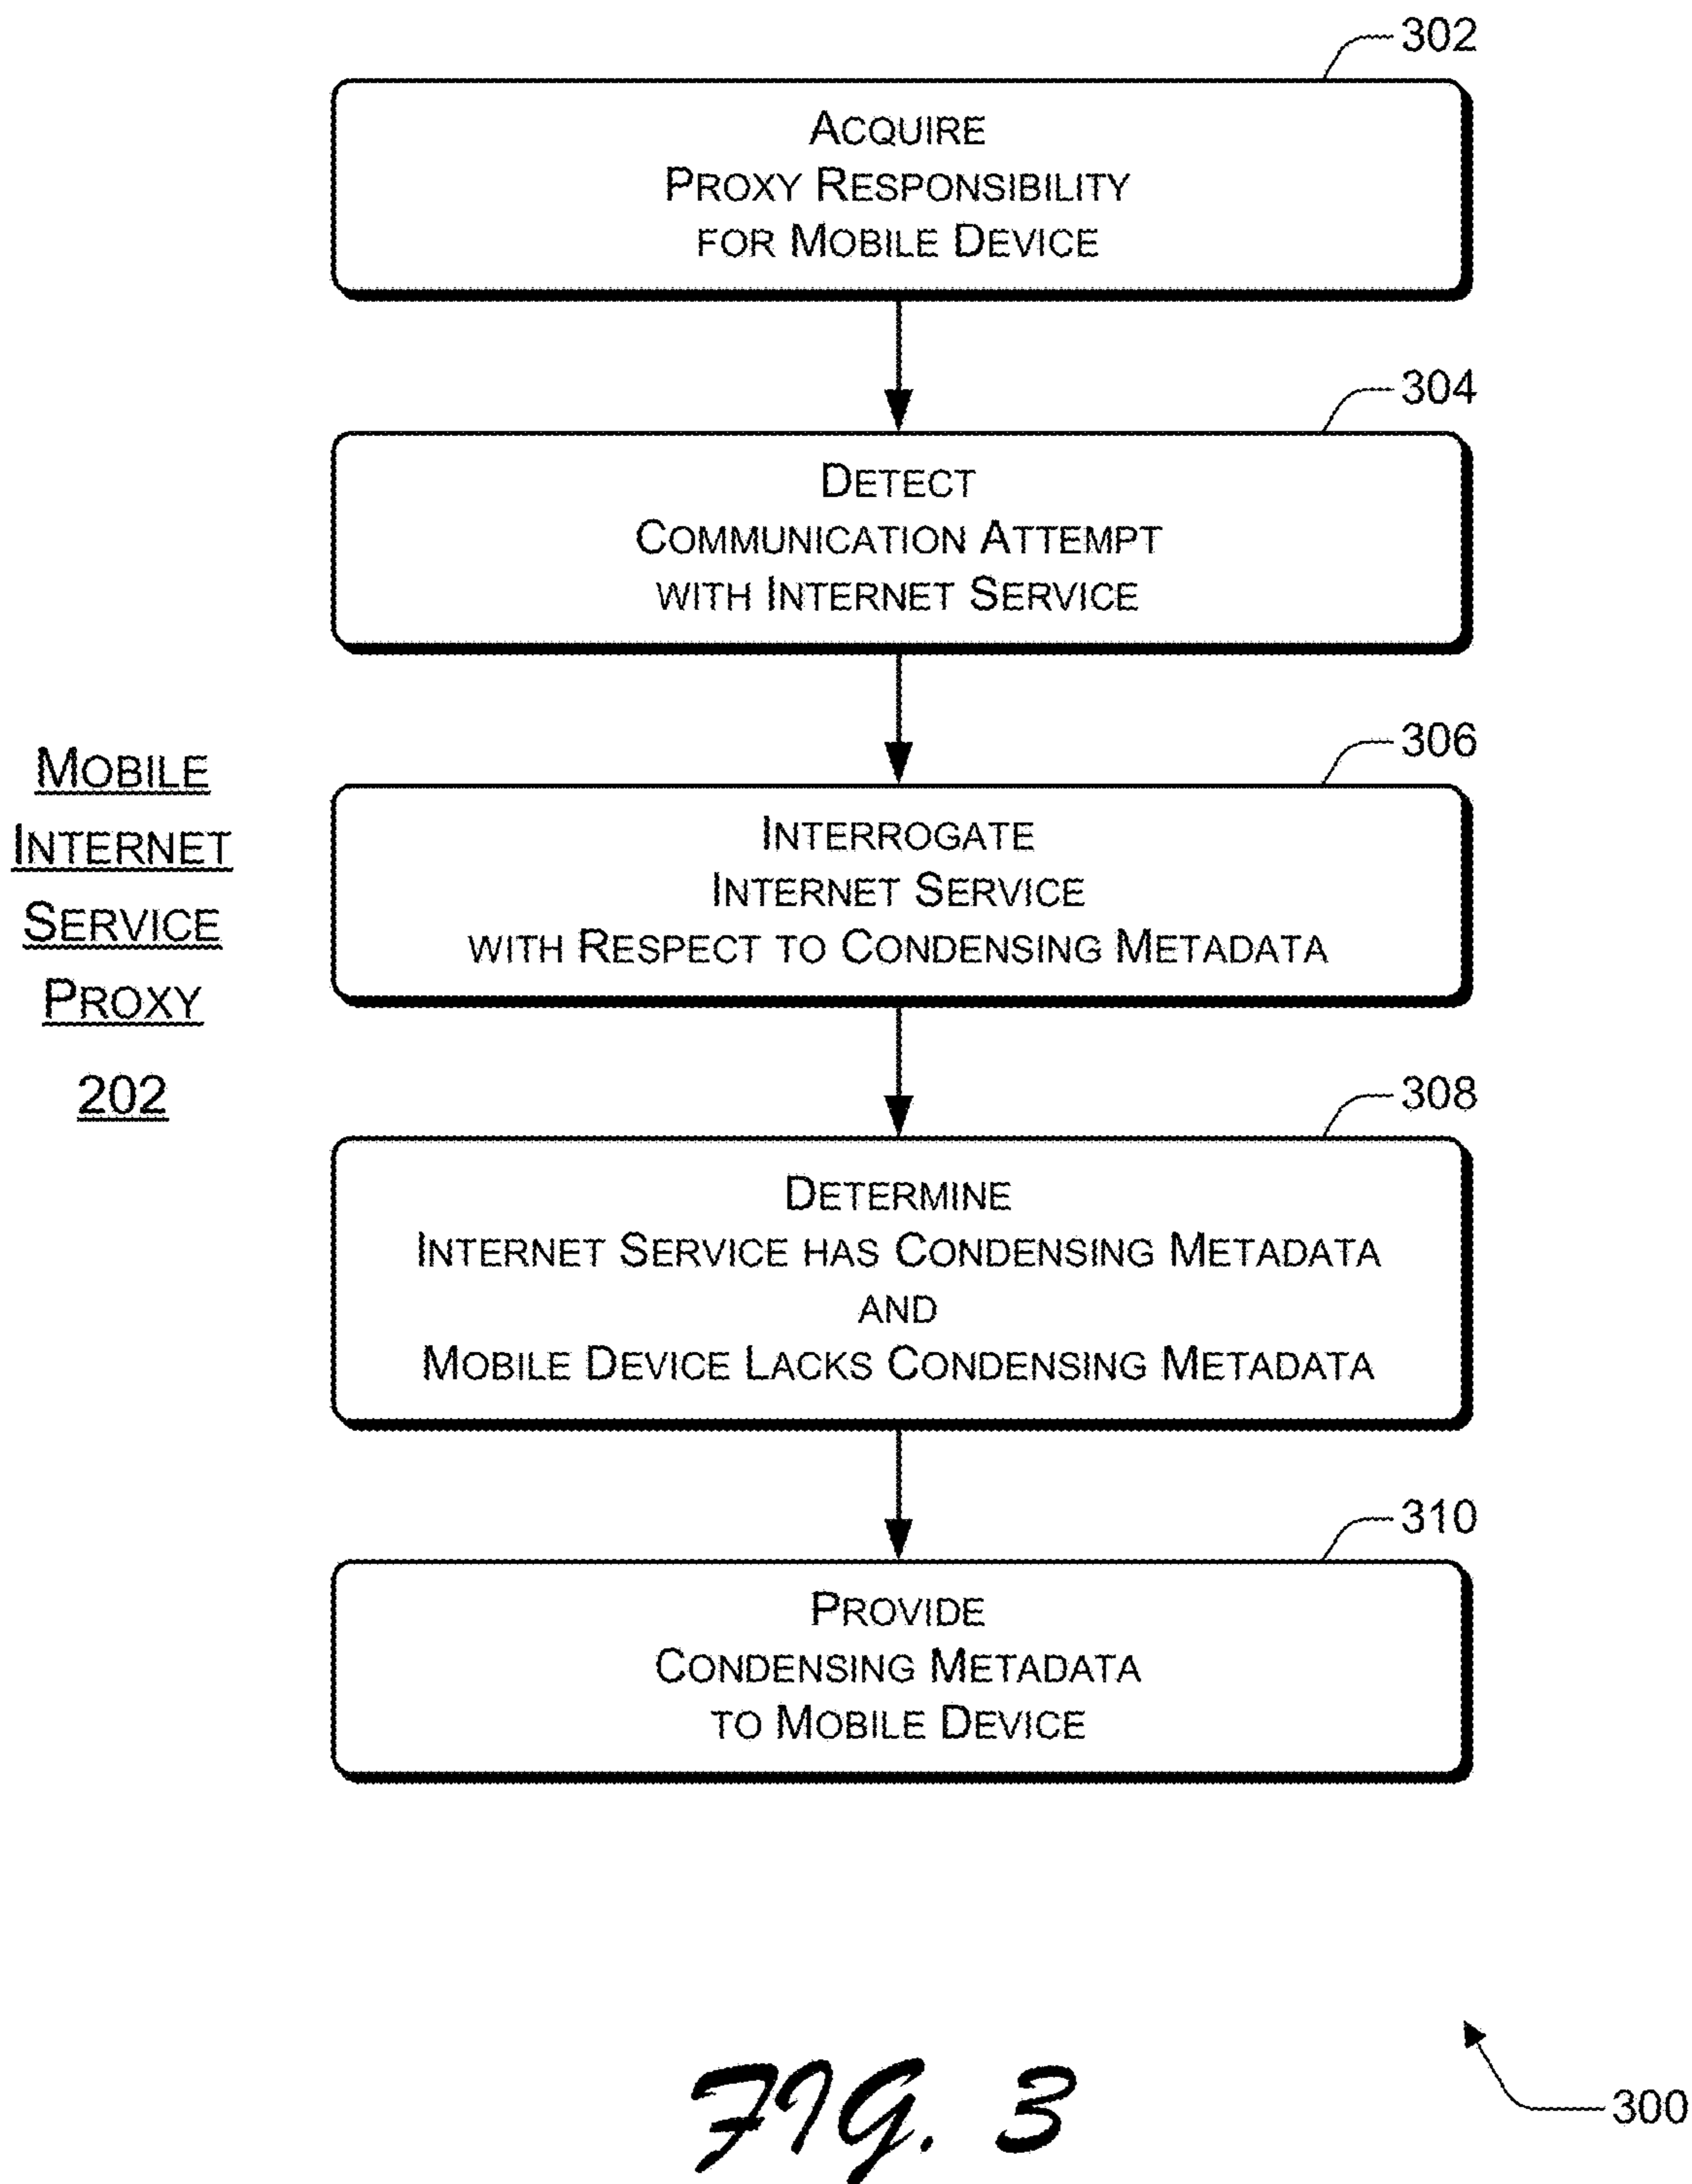 302
ACQUIRE
PROXY RESPONSIBILITY
FOR MOBILE DEVICE
304
DETECT
COMMUNICATION ATTEMPT
WITH INTERNET SERVICE
306
INTERROGATE
INTERNET SERVICE
WITH RESPECT TO CONDENSING METADATA
MOBILE
INTERNET
SERVICE
PROXY
202
308
DETERMINE
INTERNET SERVICE HAS CONDENSING METADATA
AND
MOBILE DEVICE LACKS CONDENSING METADATA
310
PROVIDE
CONDENSING METADATA
TO MOBILE DEVICE
300
FIG. 3